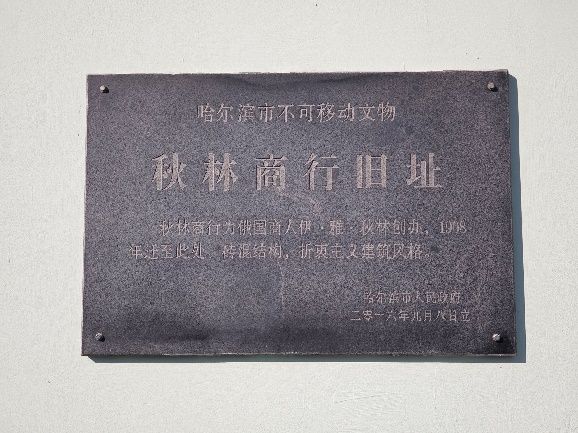 哈尔滨市不可移动文物
秋林商行旧址
秋林商行为俄国商人伊·雅·秋林创办，1908
年迁至此处。砖混结构，折衷主义建筑风格。
哈尔滨市人民政府
二零一六年九月八日立